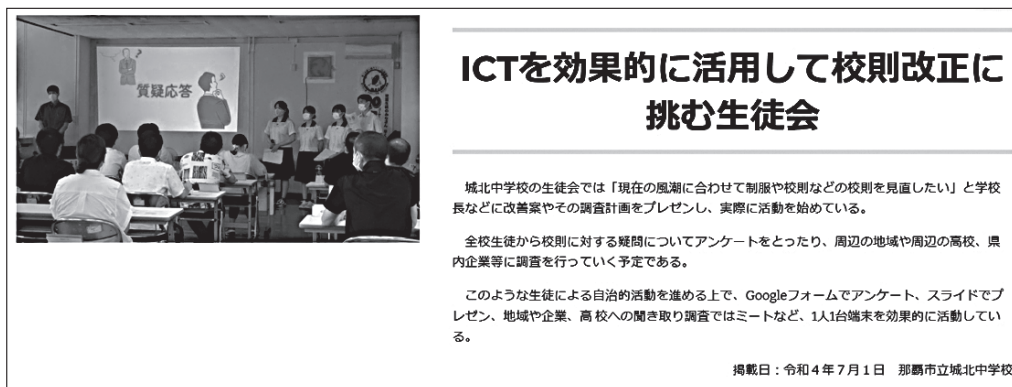 質疑応答
ICTを効果的に活用して校則改正に
挑む生徒会
城北中学校の生徒会では「現在の風潮に合わせて制服や校則などの校則を見直したい」と学校
長などに改善案やその調査計画をプレゼンし、実際に活動を始めている。
全校生徒から校則に対する疑問についてアンケートをとったり、周辺の地域や周辺の高校、県
内企業等に調査を行っていく予定である。
このような生徒による自治的活動を進める上で、Googleフォームでアンケート、スライドでプ
レゼン、地域や企業、高校への聞き取り調査ではミートなど、1人1台端末を効果的に活動してい
る。
掲載日:令和4年7月1日 那覇市立城北中学校